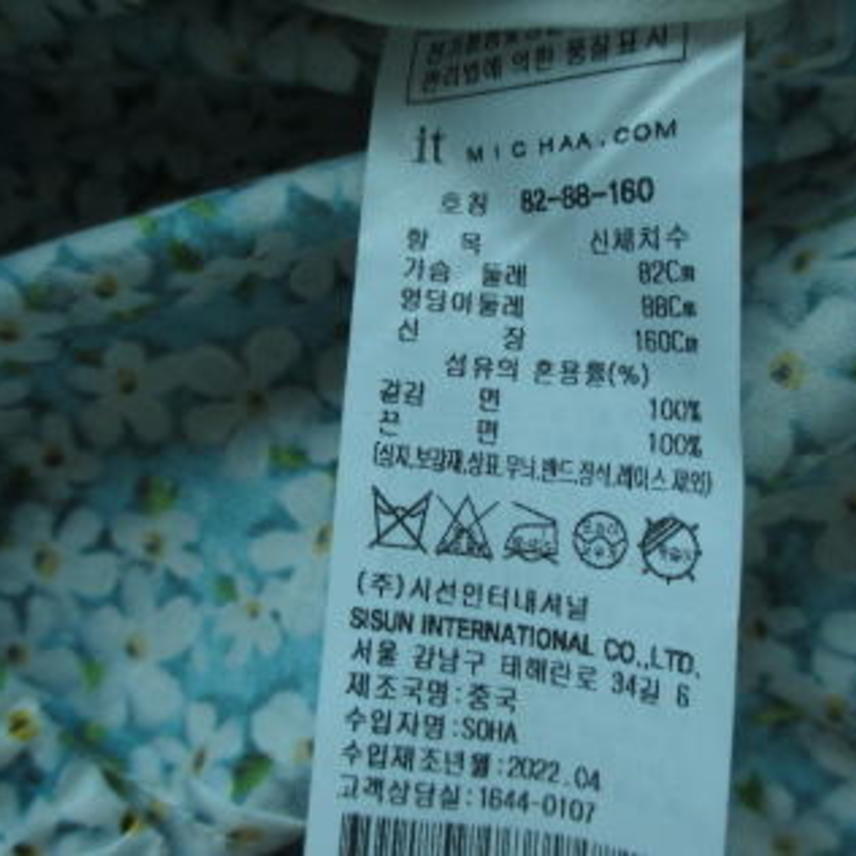 관리법에 의한 품질표시
it MICHAA.COM
호칭 82-88-160
항 목 신체치수
가슴 둘레 82Cm
엉덩이둘레 88Cm
신 장 160Cm
섬유의 혼용률(%)
겉감 면 100%
끈 면 100%
(심지,보강재,상표,무늬,밴드,장식,레이스 제외)
(주)시선인터내셔널
SISUN INTERNATIONAL CO.,LTD.
서울 강남구 테헤란로 34길 6
제조국명:중국
수입자명:SOHA
수입제조년월:2022.04
고객상담실:1644-0107